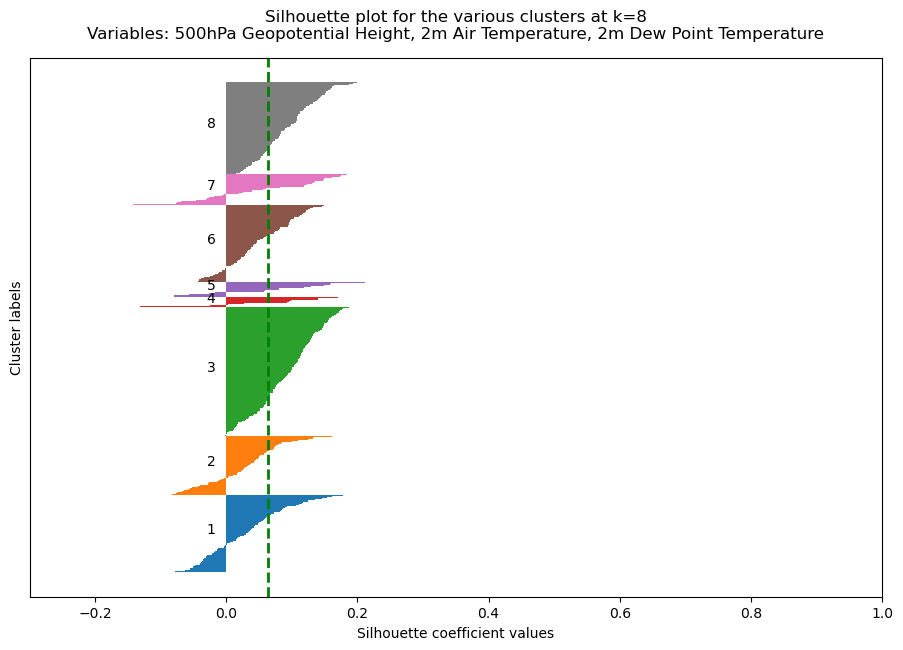 Silhouette plot for the various clusters at k=8
Variables: 500hPa Geopotential Height, 2m Air Temperature, 2m Dew Point Temperature
Cluster labels
8
7
6
5
4
3
2
1
−0.2 0.0 0.2 0.4 0.6 0.8 1.0
Silhouette coefficient values